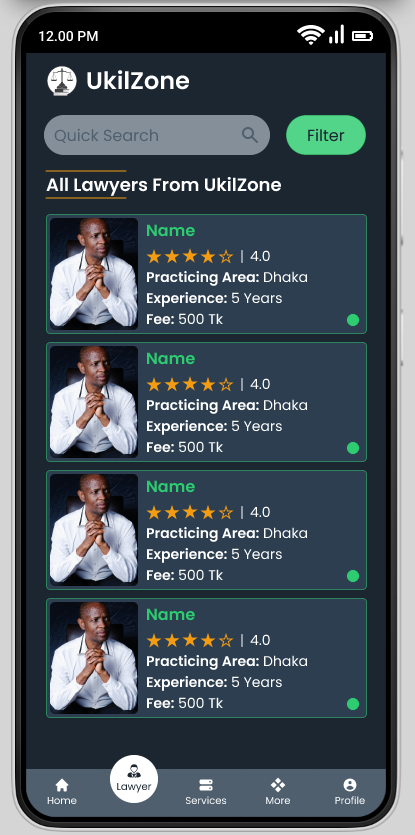 12.00 PM
UkilZone
Quick Search
Filter
All Lawyers From UkilZone
Name
| 4.0
Practicing Area: Dhaka
Experience: 5 Years
Fee: 500 Tk
Name
| 4.0
Practicing Area: Dhaka
Experience: 5 Years
Fee: 500 Tk
Name
| 4.0
Practicing Area: Dhaka
Experience: 5 Years
Fee: 500 Tk
Name
| 4.0
Practicing Area: Dhaka
Experience: 5 Years
Fee: 500 Tk
Home
Lawyer
Services
More
Profile